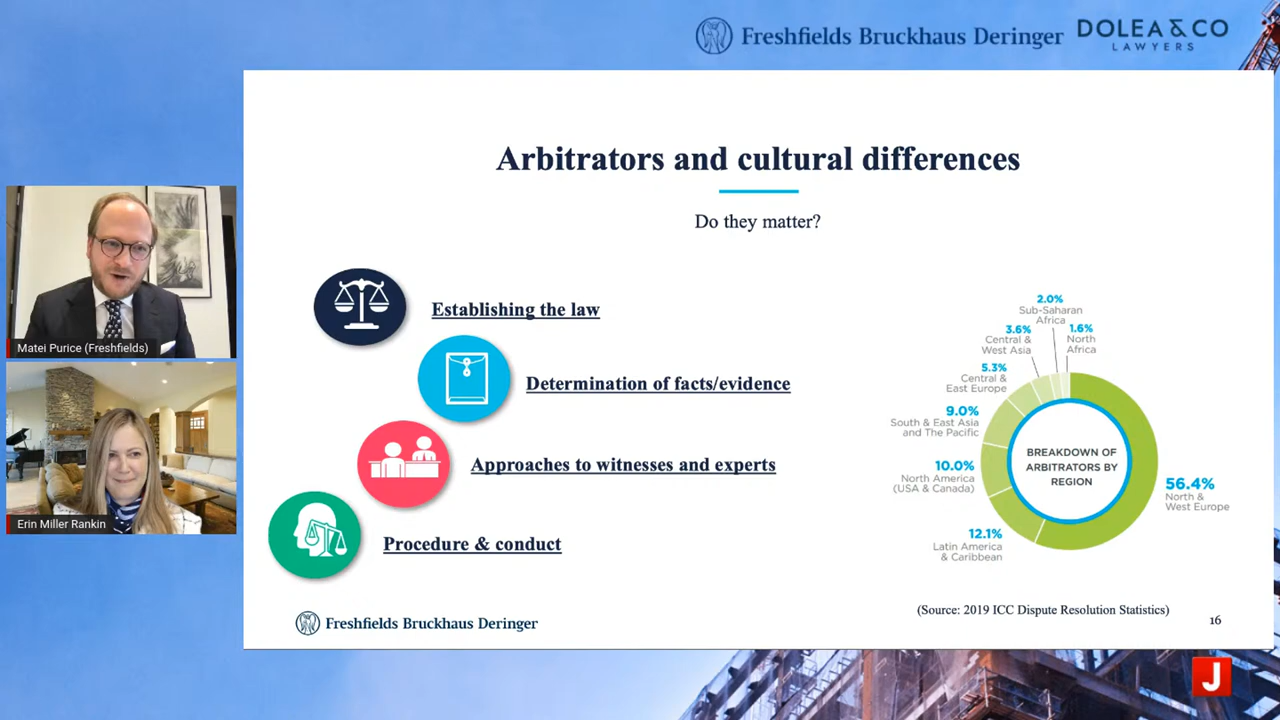 Freshfields Bruckhaus Deringer
DOLEA & CO
LAWYERS
Arbitrators and cultural differences
Do they matter?
Matei Purice (Freshfields)
Erin Miller Rankin
Establishing the law
Determination of facts/evidence
Approaches to witnesses and experts
Procedure & conduct
2.0%
Sub-Saharan
Africa
1.6%
North
Africa
3.6%
Central &
West Asia
5.3%
Central &
East Europe
9.0%
South & East Asia
and The Pacific
10.0%
North America
(USA & Canada)
12.1%
Latin America
& Caribbean
56.4%
North &
West Europe
BREAKDOWN OF
ARBITRATORS BY
REGION
(Source: 2019 ICC Dispute Resolution Statistics)
Freshfields Bruckhaus Deringer
16
J